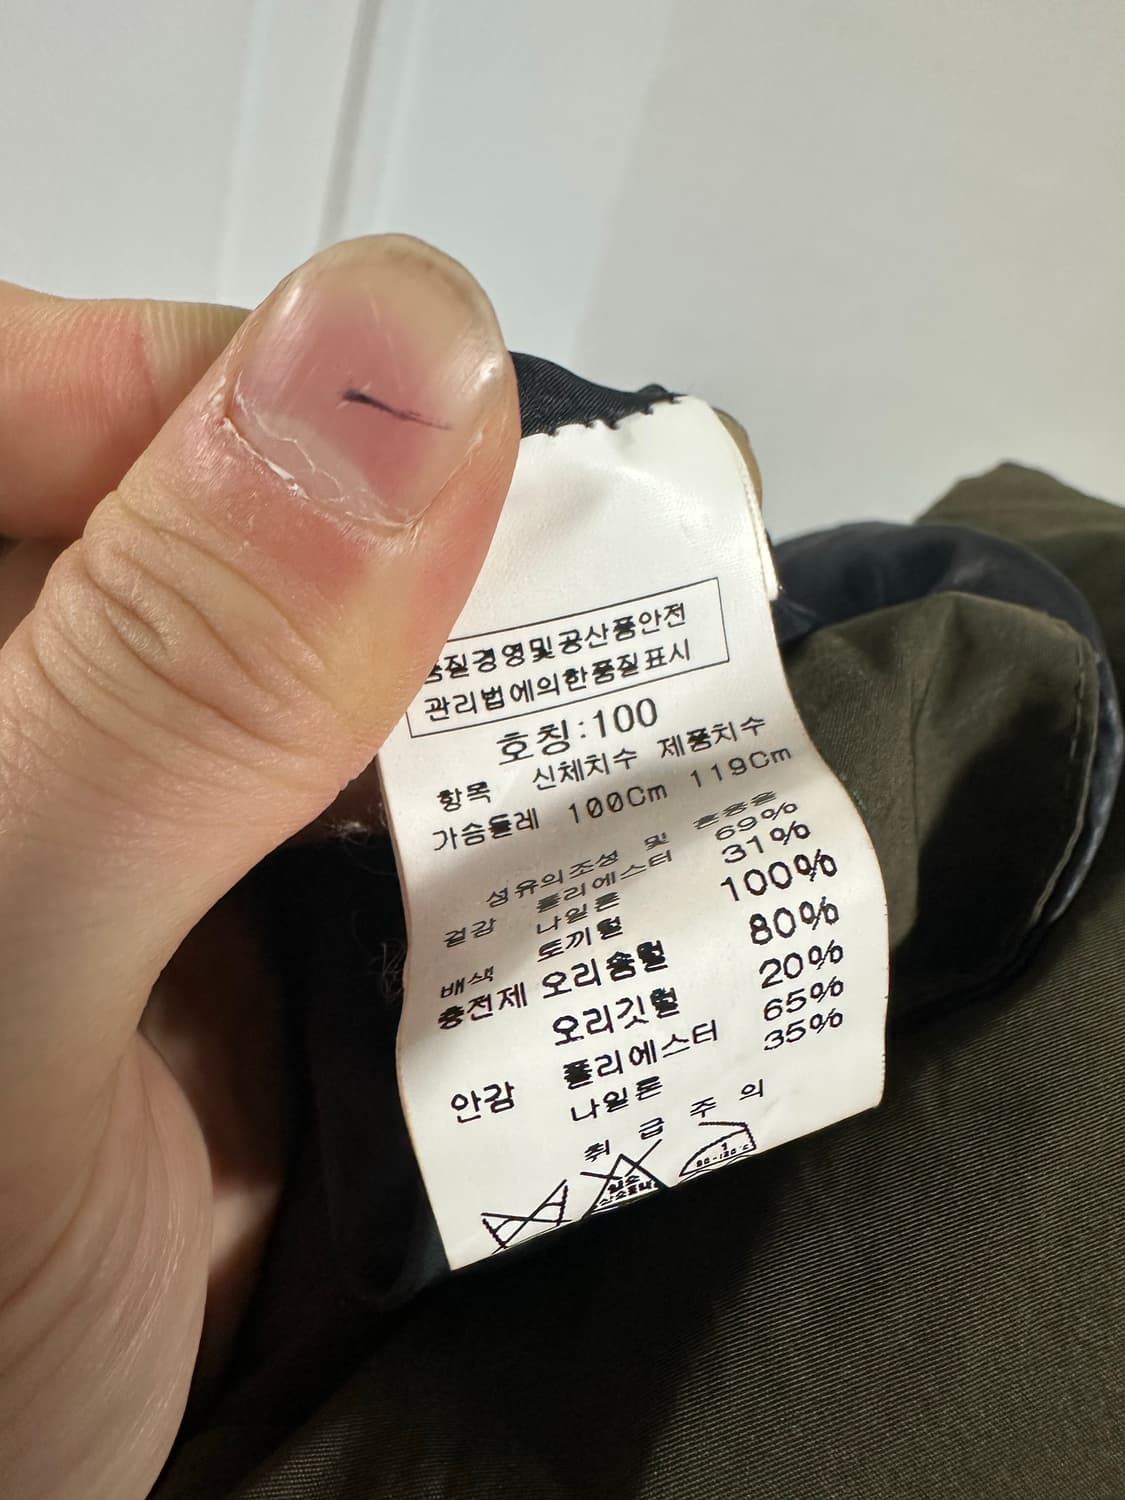 품질경영및공산품안전
관리법에의한품질표시
호칭:100
항목 신체치수 제품치수
가슴둘레 100Cm 119Cm
섬유의조성 및 혼용율
겉감 폴리에스터 69%
나일론 31%
배색 토끼털 100%
충전제 오리솜털 80%
오리깃털 20%
안감 폴리에스터 65%
나일론 35%
취 급 주 의
1